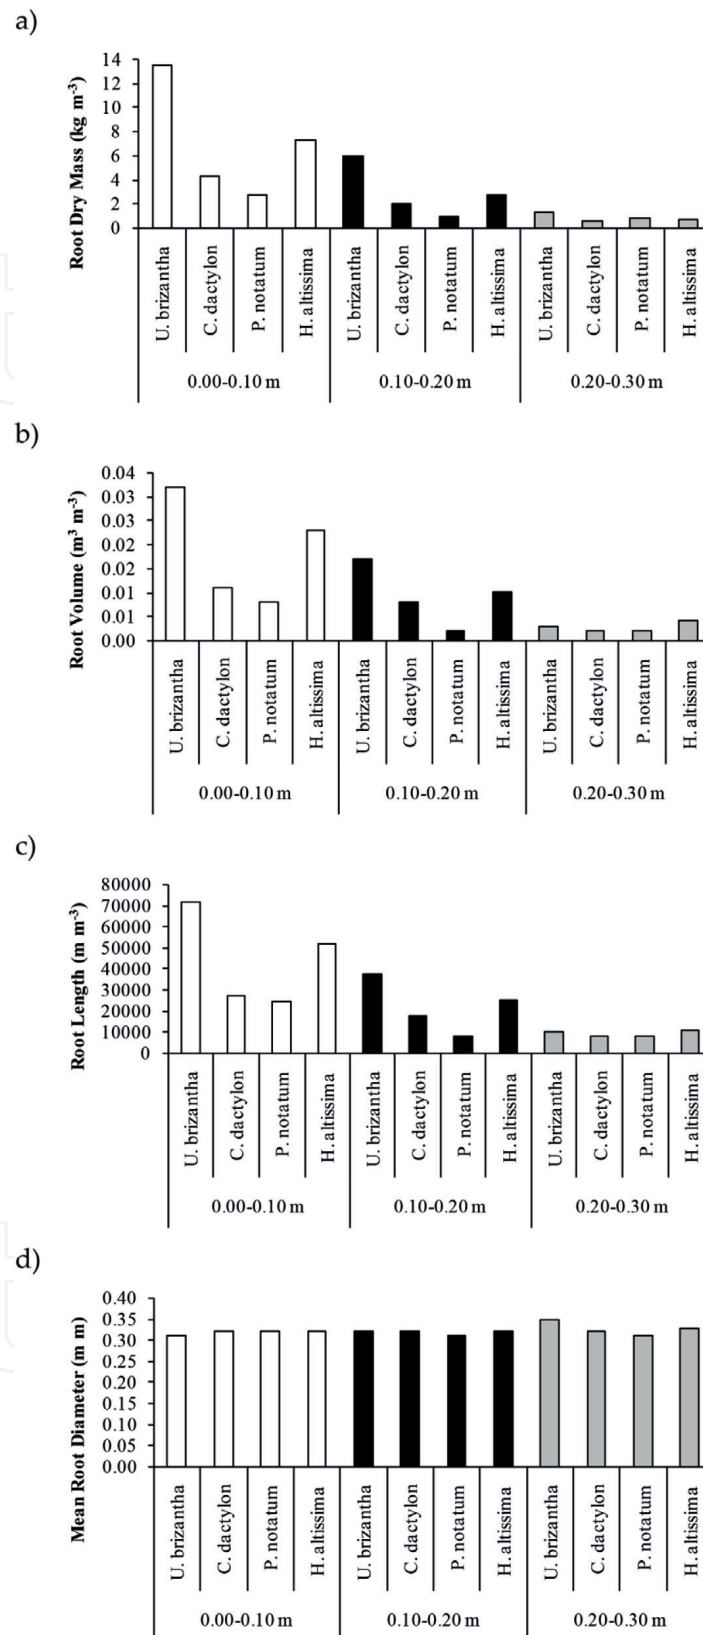 a)
Root Dry Mass (kg m-3)
14
12
10
8
6
4
2
0
U. brizantha
C. dactylon
P. notatum
H. altissima
U. brizantha
C. dactylon
P. notatum
H. altissima
U. brizantha
C. dactylon
P. notatum
H. altissima
0.00-0.10 m 0.10-0.20 m 0.20-0.30 m
b)
Root Volume (m³ m-3)
0.04
0.03
0.03
0.02
0.02
0.01
0.01
0.00
U. brizantha
C. dactylon
P. notatum
H. altissima
U. brizantha
C. dactylon
P. notatum
H. altissima
U. brizantha
C. dactylon
P. notatum
H. altissima
0.00-0.10 m 0.10-0.20 m 0.20-0.30 m
c)
Root Length (m m-3)
80000
70000
60000
50000
40000
30000
20000
10000
0
U. brizantha
C. dactylon
P. notatum
H. altissima
U. brizantha
C. dactylon
P. notatum
H. altissima
U. brizantha
C. dactylon
P. notatum
H. altissima
0.00-0.10 m 0.10-0.20 m 0.20-0.30 m
d)
Mean Root Diameter (m m)
0.40
0.35
0.30
0.25
0.20
0.15
0.10
0.05
0.00
U. brizantha
C. dactylon
P. notatum
H. altissima
U. brizantha
C. dactylon
P. notatum
H. altissima
U. brizantha
C. dactylon
P. notatum
H. altissima
0.00-0.10 m 0.10-0.20 m 0.20-0.30 m